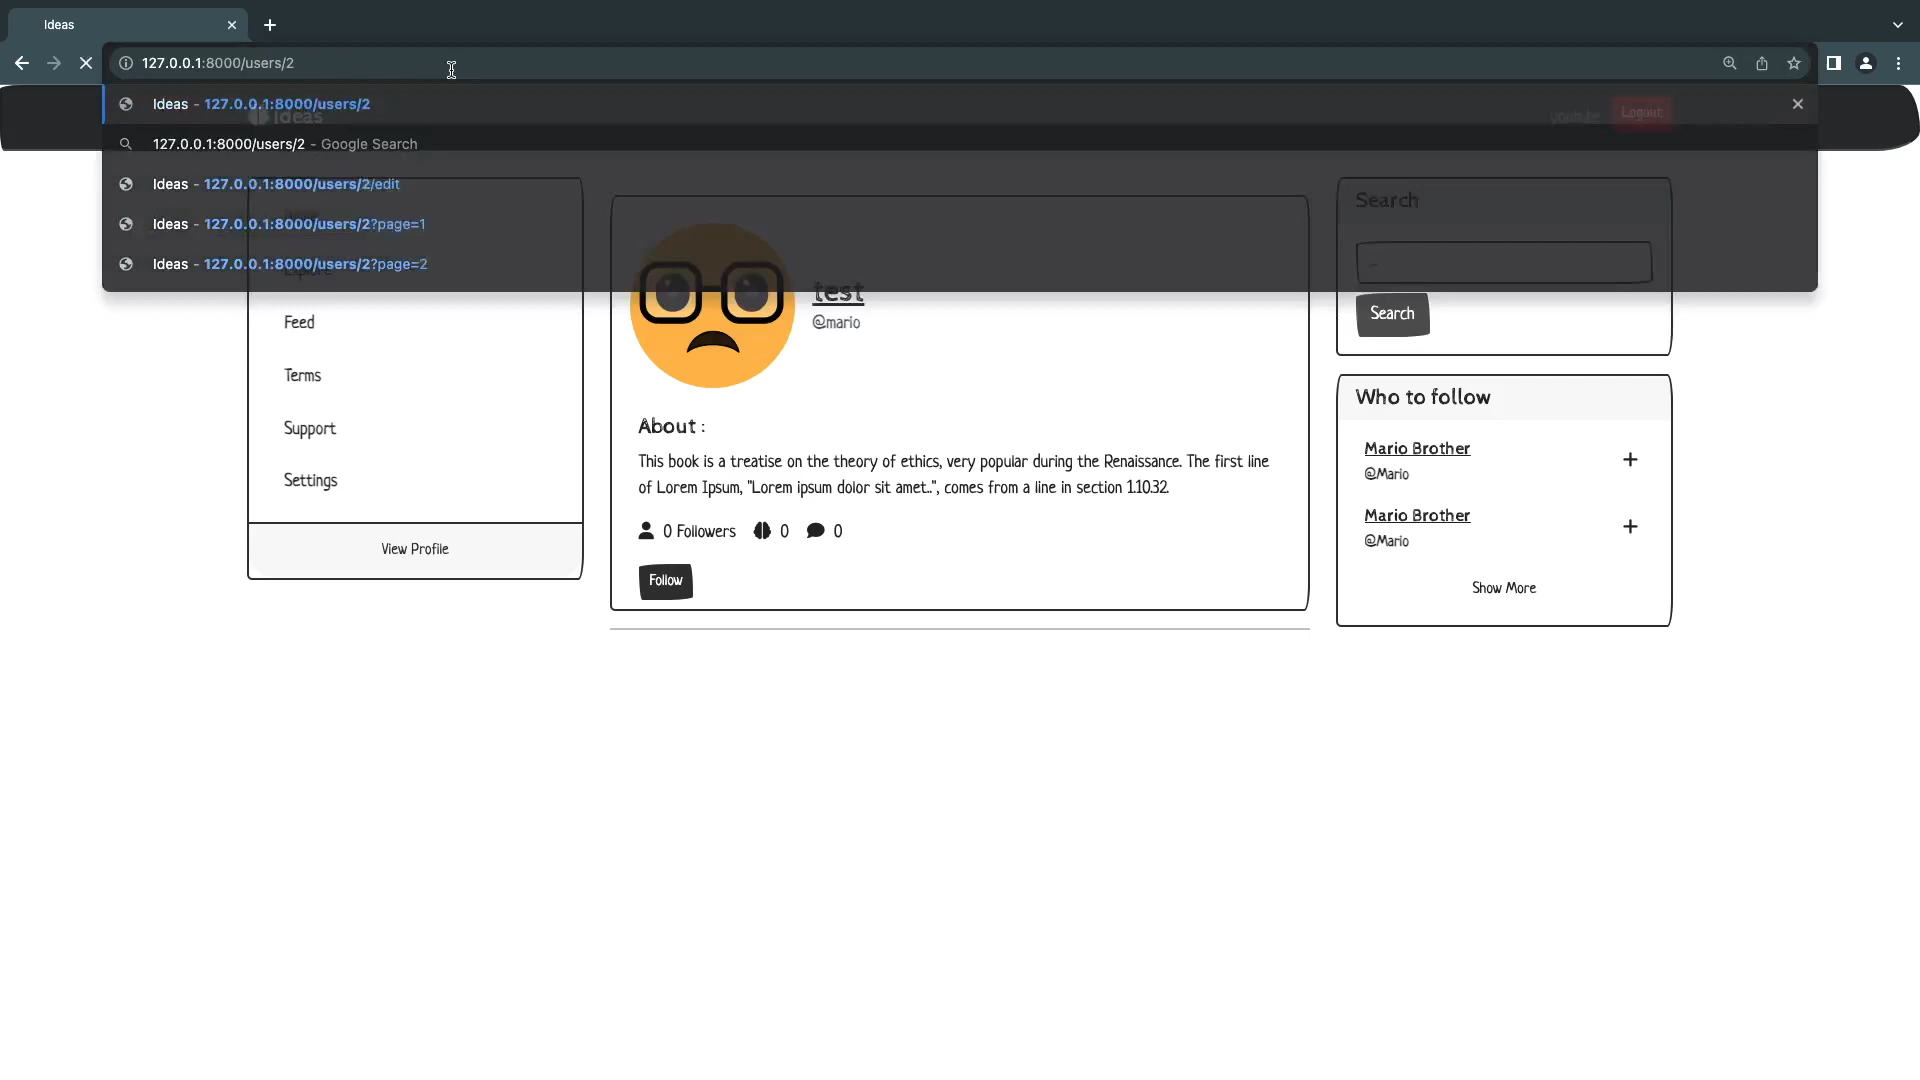 Ideas
127.0.0.1:8000/users/2
Ideas - 127.0.0.1:8000/users/2
Ideas
youtube
Logout
127.0.0.1:8000/users/2 - Google Search
Ideas - 127.0.0.1:8000/users/2/edit
Ideas - 127.0.0.1:8000/users/2?page=1
Ideas - 127.0.0.1:8000/users/2?page=2
Explore
Feed
Terms
Support
Settings
View Profile
test
@mario
About :
This book is a treatise on the theory of ethics, very popular during the Renaissance. The first line
of Lorem Ipsum, "Lorem ipsum dolor sit amet..", comes from a line in section 1.10.32.
0 Followers 0 0
Follow
Search
Search
Who to follow
Mario Brother
@Mario
Mario Brother
@Mario
Show More